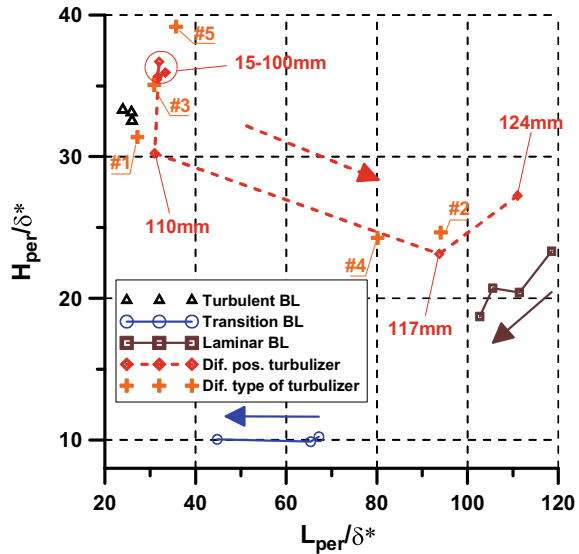 40
#5
15-100mm
#3
124mm
#1
30
H_per/δ*
#2
#4
110mm
117mm
20
Turbulent BL
Transition BL
Laminar BL
Dif. pos. turbulizer
Dif. type of turbulizer
10
20 40 60 80 100 120
L_per/δ*